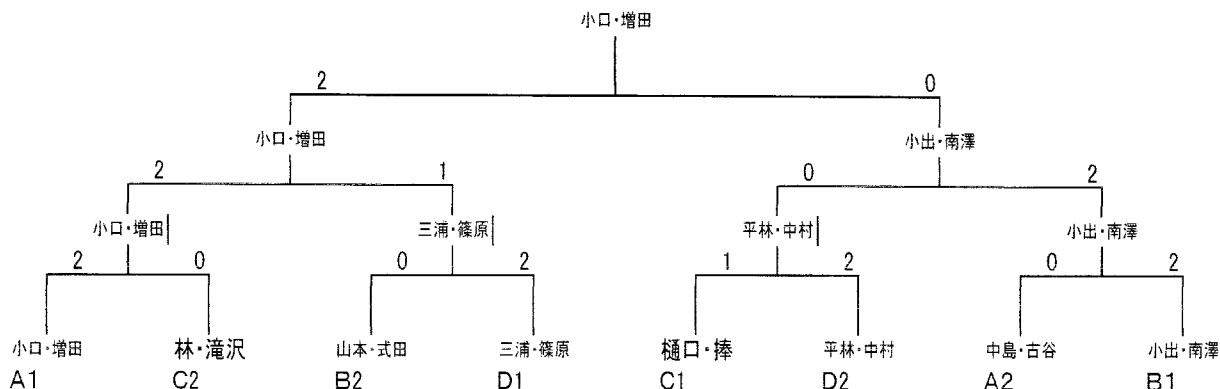 小口・増田
2 0
小口・増田 小出・南澤
2 1 0 2
小口・増田 三浦・篠原 平林・中村 小出・南澤
2 0 0 2 1 2 0 2
小口・増田 林・滝沢 山本・式田 三浦・篠原 樋口・捧 平林・中村 中島・古谷 小出・南澤
A1 C2 B2 D1 C1 D2 A2 B1